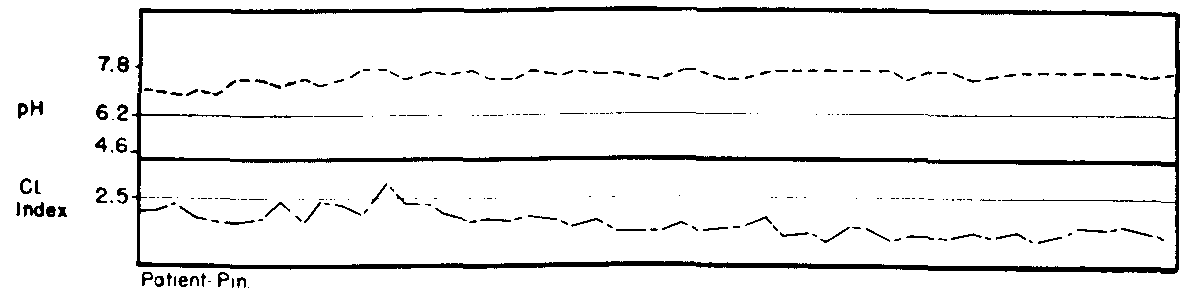 7.8
pH
6.2
4.6
CL
Index
2.5
Patient- Pin.